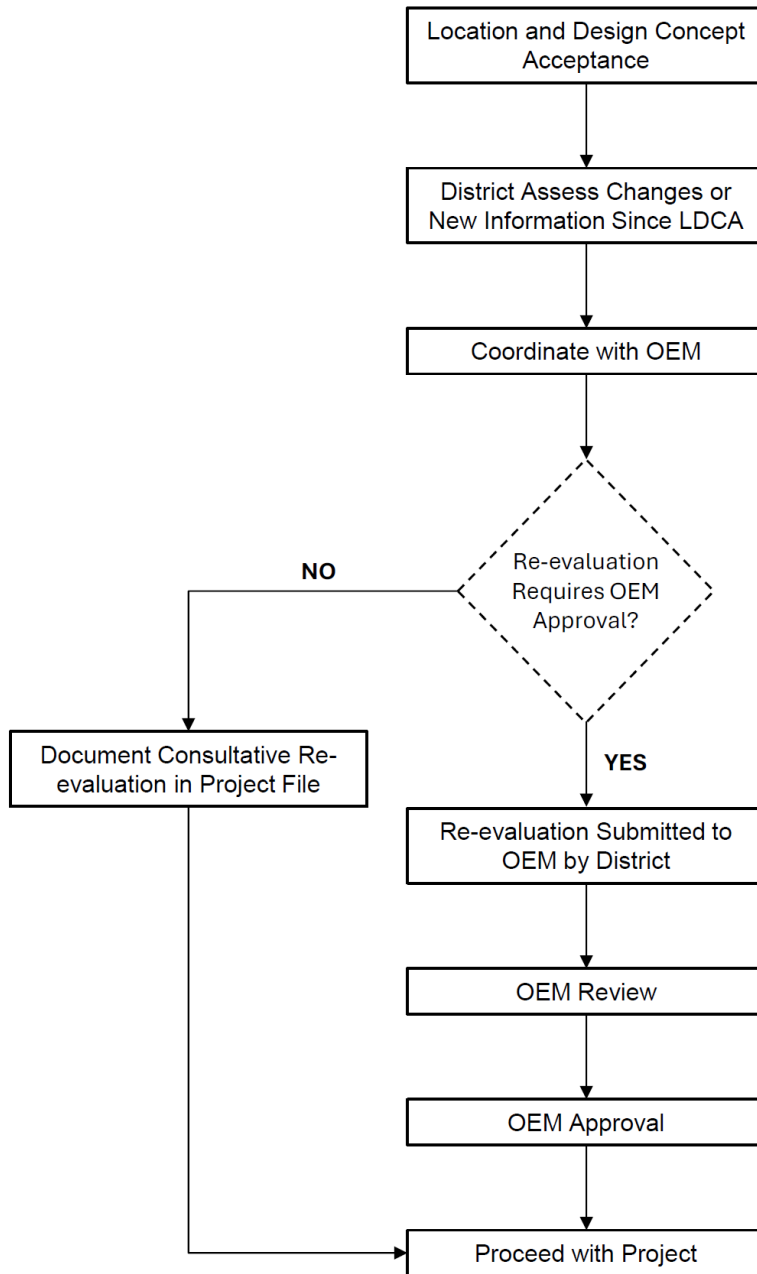 Location and Design Concept
Acceptance
District Assess Changes or
New Information Since LDCA
Coordinate with OEM
Re-evaluation
Requires OEM
Approval?
NO
Document Consultative Re-
evaluation in Project File
YES
Re-evaluation Submitted to
OEM by District
OEM Review
OEM Approval
Proceed with Project